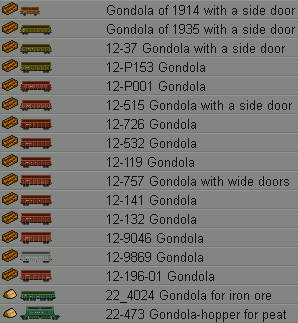 Gondola of 1914 with a side door
Gondola of 1935 with a side door
12-37 Gondola with a side door
12-P153 Gondola
12-P001 Gondola
12-515 Gondola with a side door
12-726 Gondola
12-532 Gondola
12-119 Gondola
12-757 Gondola with wide doors
12-141 Gondola
12-132 Gondola
12-9046 Gondola
12-9869 Gondola
12-196-01 Gondola
22_4024 Gondola for iron ore
22-473 Gondola-hopper for peat